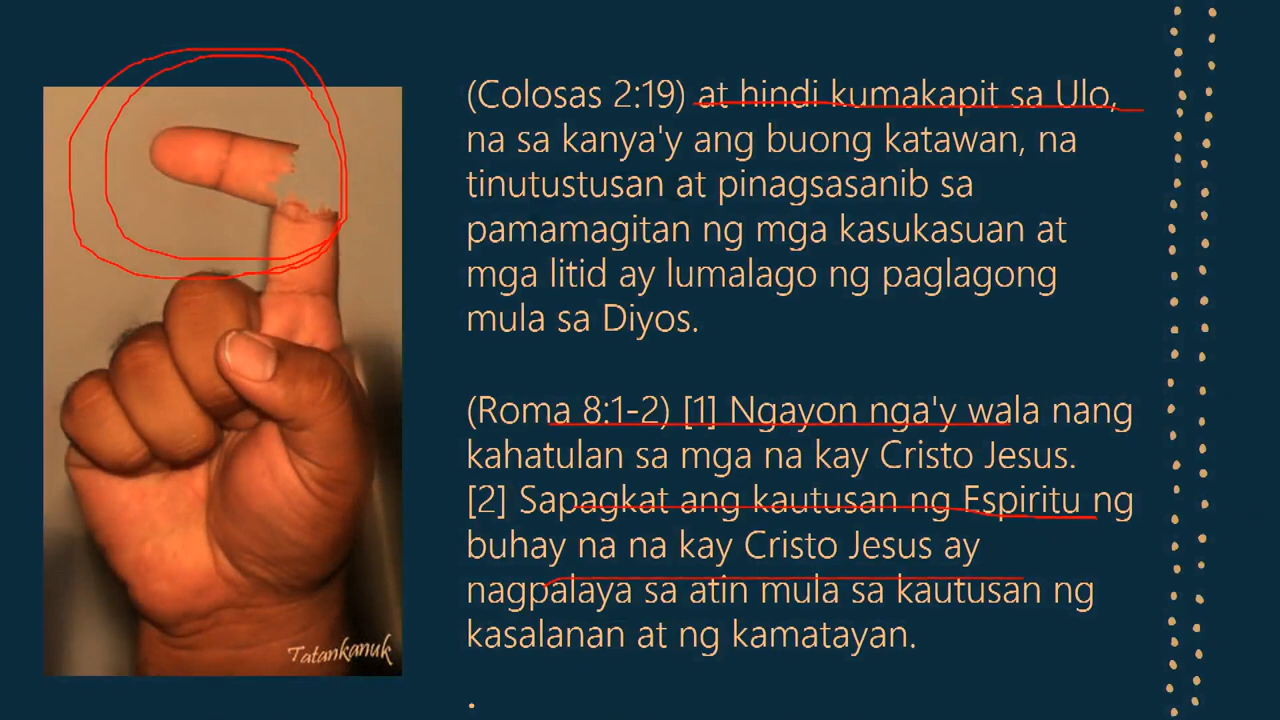 (Colosas 2:19) at hindi kumakapit sa Ulo,
na sa kanya'y ang buong katawan, na
tinutustusan at pinagsasanib sa
pamamagitan ng mga kasukasuan at
mga litid ay lumalago ng paglagong
mula sa Diyos.
(Roma 8:1-2) [1] Ngayon nga'y wala nang
kahatulan sa mga na kay Cristo Jesus.
[2] Sapagkat ang kautusan ng Espiritu ng
buhay na na kay Cristo Jesus ay
nagpalaya sa atin mula sa kautusan ng
kasalanan at ng kamatayan.
.
Tatankanuk